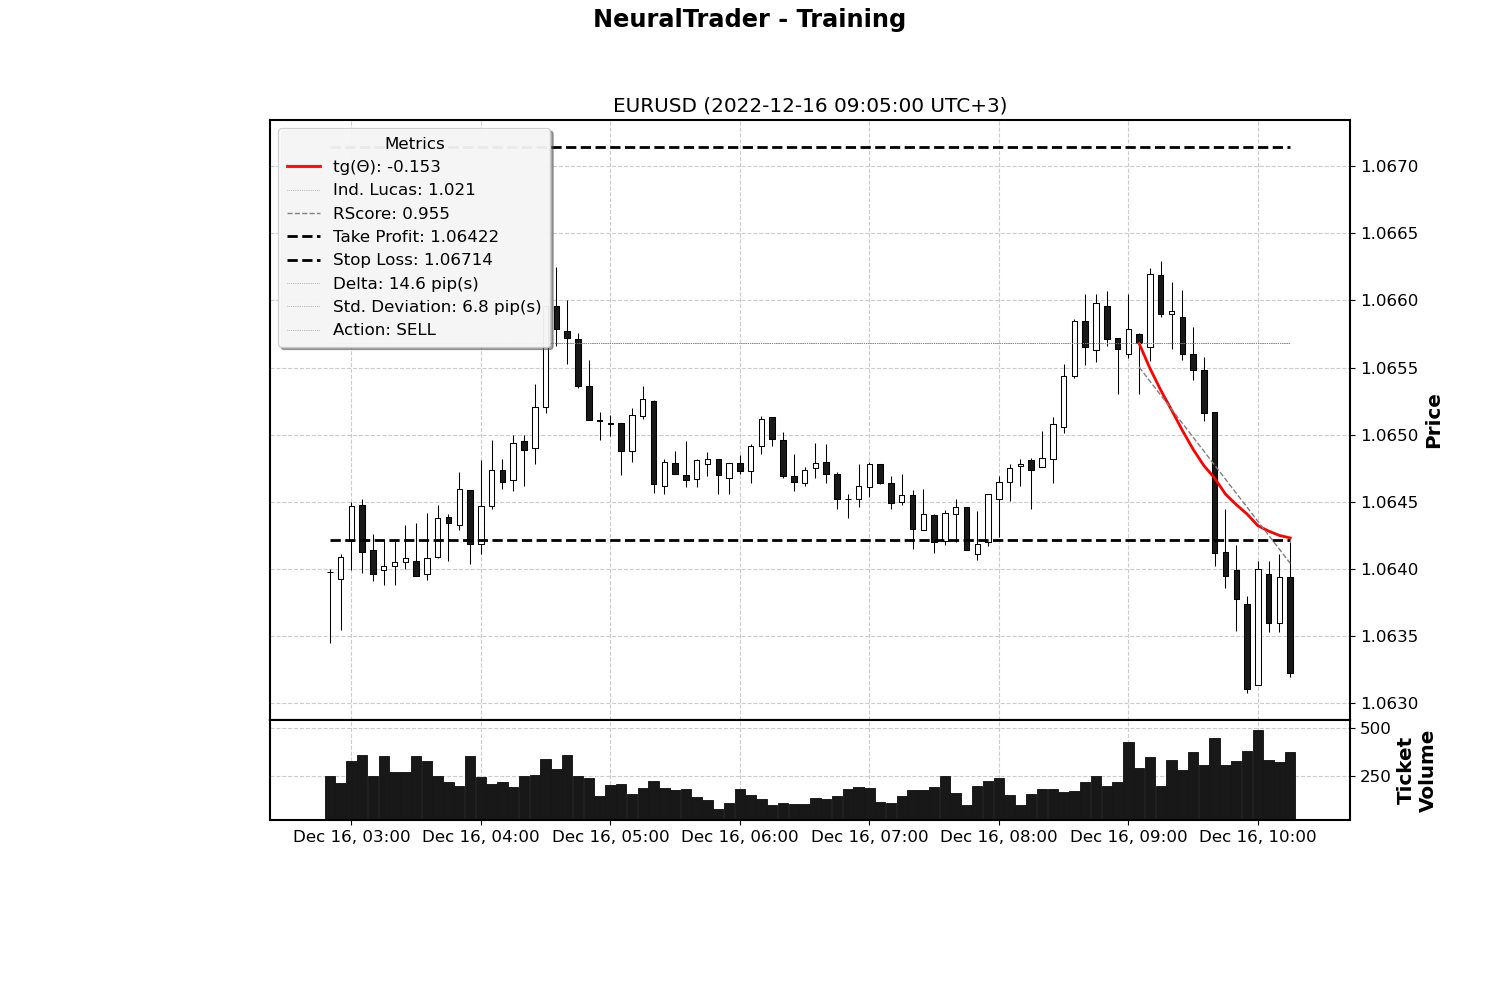 NeuralTrader - Training
EURUSD (2022-12-16 09:05:00 UTC+3)
Metrics
tg(Θ): -0.153
Ind. Lucas: 1.021
RScore: 0.955
Take Profit: 1.06422
Stop Loss: 1.06714
Delta: 14.6 pip(s)
Std. Deviation: 6.8 pip(s)
Action: SELL
1.0670
1.0665
1.0660
1.0655
1.0650
1.0645
1.0640
1.0635
1.0630
Price
500
250
Ticket
Volume
Dec 16, 03:00 Dec 16, 04:00 Dec 16, 05:00 Dec 16, 06:00 Dec 16, 07:00 Dec 16, 08:00 Dec 16, 09:00 Dec 16, 10:00